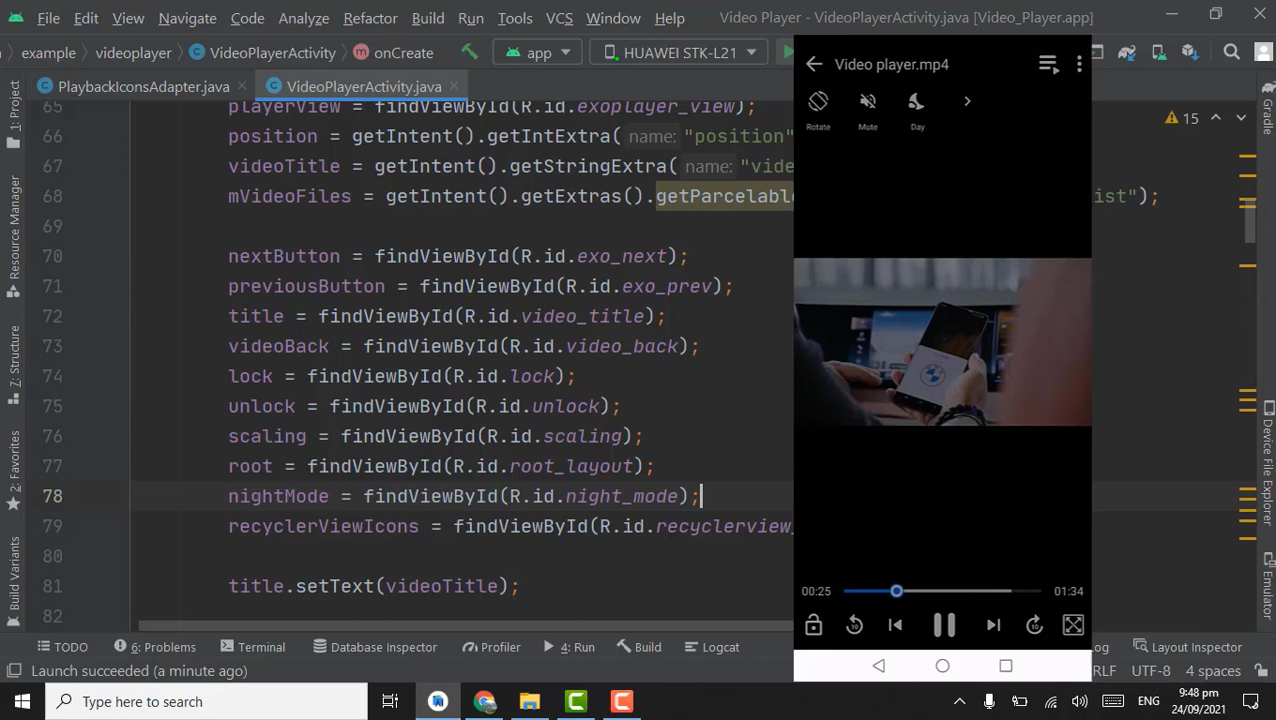 File Edit View Navigate Code Analyze Refactor Build Run Tools VCS Window Help Video Player - VideoPlayerActivity.java [Video_Player.app]
example videoplayer VideoPlayerActivity onCreate app HUAWEI STK-L21
PlaybackIconsAdapter.java VideoPlayerActivity.java
65 playerView = findViewById(R.id.exoplayer_view);
66 position = getIntent().getIntExtra( name: "position"
67 videoTitle = getIntent().getStringExtra( name: "vide
68 mVideoFiles = getIntent().getExtras().getParcelabl ist");
69
70 nextButton = findViewById(R.id.exo_next);
71 previousButton = findViewById(R.id.exo_prev);
72 title = findViewById(R.id.video_title);
73 videoBack = findViewById(R.id.video_back);
74 lock = findViewById(R.id.lock);
75 unlock = findViewById(R.id.unlock);
76 scaling = findViewById(R.id.scaling);
77 root = findViewById(R.id.root_layout);
78 nightMode = findViewById(R.id.night_mode);
79 recyclerViewIcons = findViewById(R.id.recyclerview_
80
81 title.setText(videoTitle);
82
15
1: Project
Resource Manager
7: Structure
2: Favorites
Build Variants
Gradle
Device File Explorer
Emulator
Video player.mp4
Rotate Mute Day
00:25 01:34
10 10
TODO 6: Problems Terminal Database Inspector Profiler 4: Run Build Logcat Log Layout Inspector
Launch succeeded (a minute ago) RLF UTF-8 4 spaces
Type here to search
ENG
9:48 pm
24/09/2021